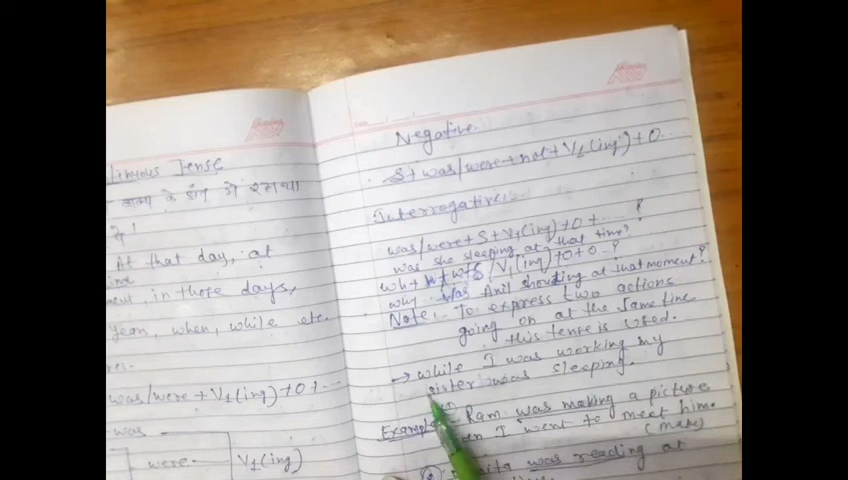 tinuous Tense
At that day, at
ment, in those days,
Year, when, while etc.
was/were + V1(ing) + O + ...
was
were
V1(ing)
Negative
S + was/were + not + V1(ing) + O.
Interrogative
was/were + S + V1(ing) + O + .... ?
was she sleeping at that time?
V1(ing) + O + O..?
why was Anil shouting at that moment?
Note:- To express two actions
going on at the same time
this tense is used.
→ while I was working my
sister was sleeping.
Example Ram was making a picture
I went to meet him.
(make)
was reading at